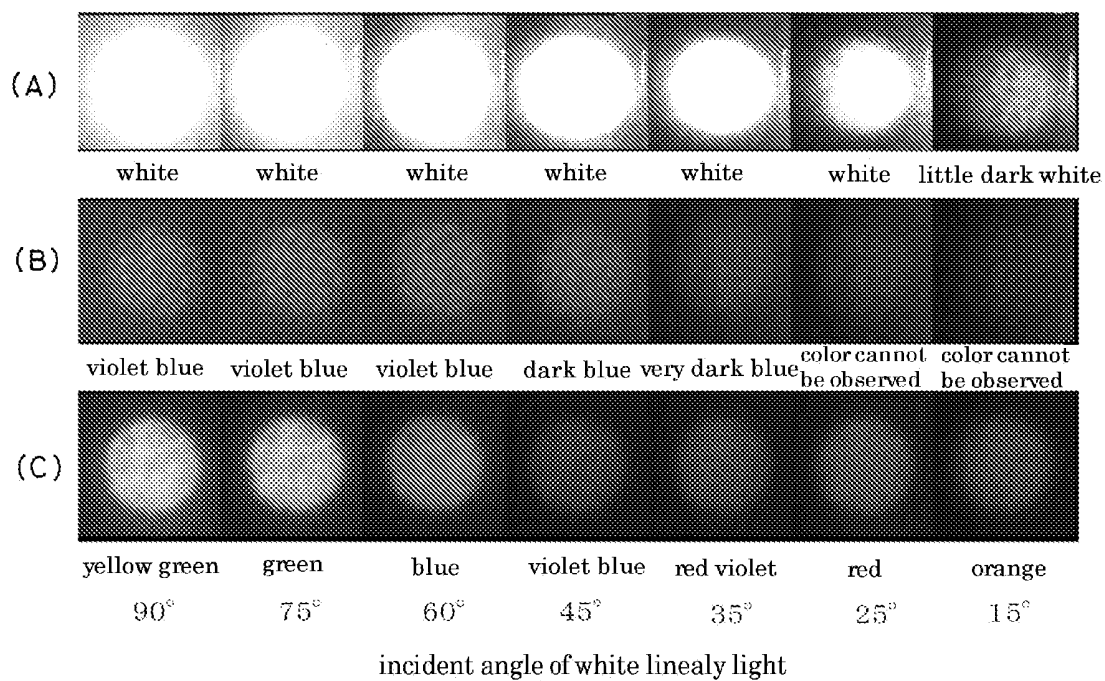 (A)
white white white white white white little dark white
(B)
violet blue violet blue violet blue dark blue very dark blue color cannot be observed color cannot be observed
(C)
yellow green green blue violet blue red violet red orange
90° 75° 60° 45° 35° 25° 15°
incident angle of white linealy light